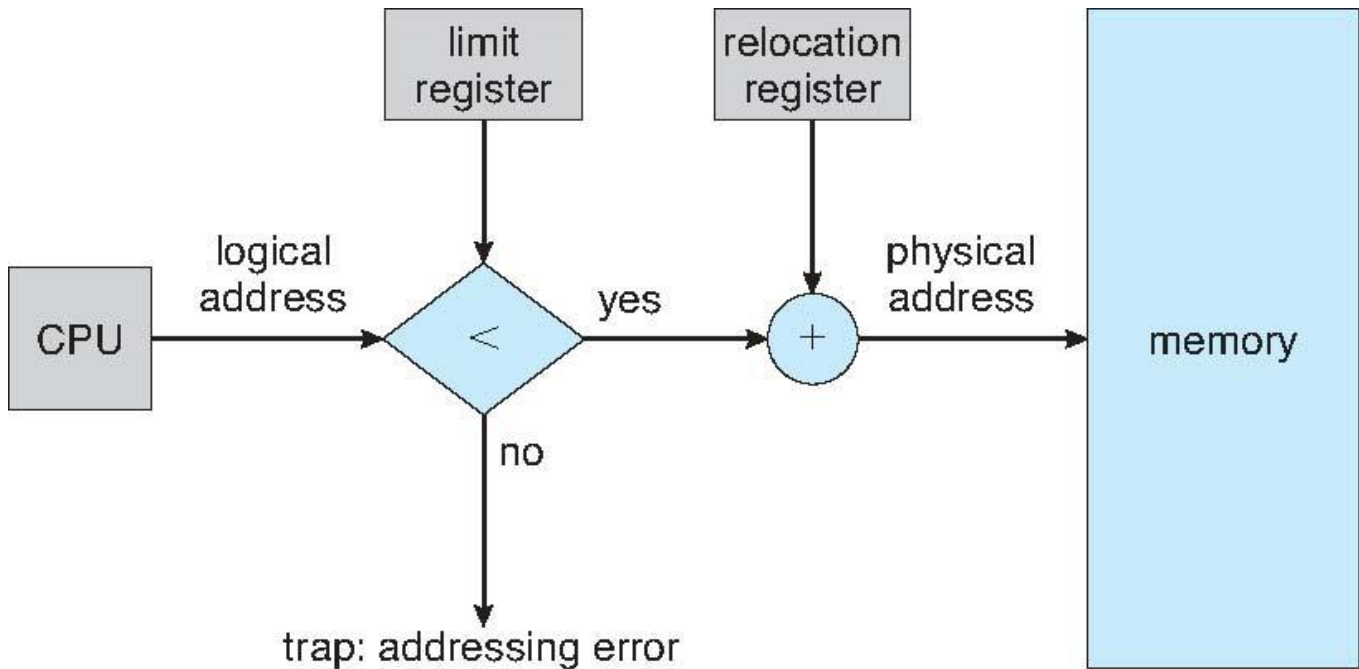 limit
register
relocation
register
logical
address
physical
address
CPU
<
yes
+
memory
no
trap: addressing error